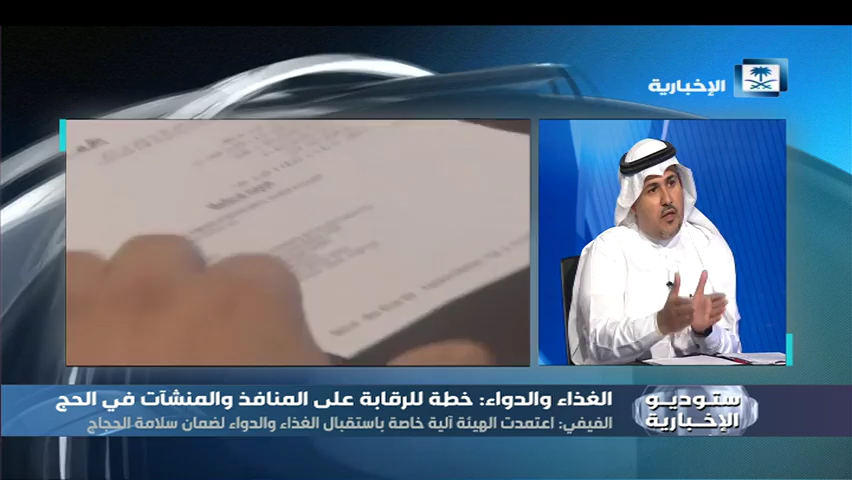 الإخبارية
الغذاء والدواء: خطة للرقابة على المنافذ والمنشآت في الحج
الفيفي: اعتمدت الهيئة آلية خاصة باستقبال الغذاء والدواء لضمان سلامة الحجاج
ستوديو
الإخبارية